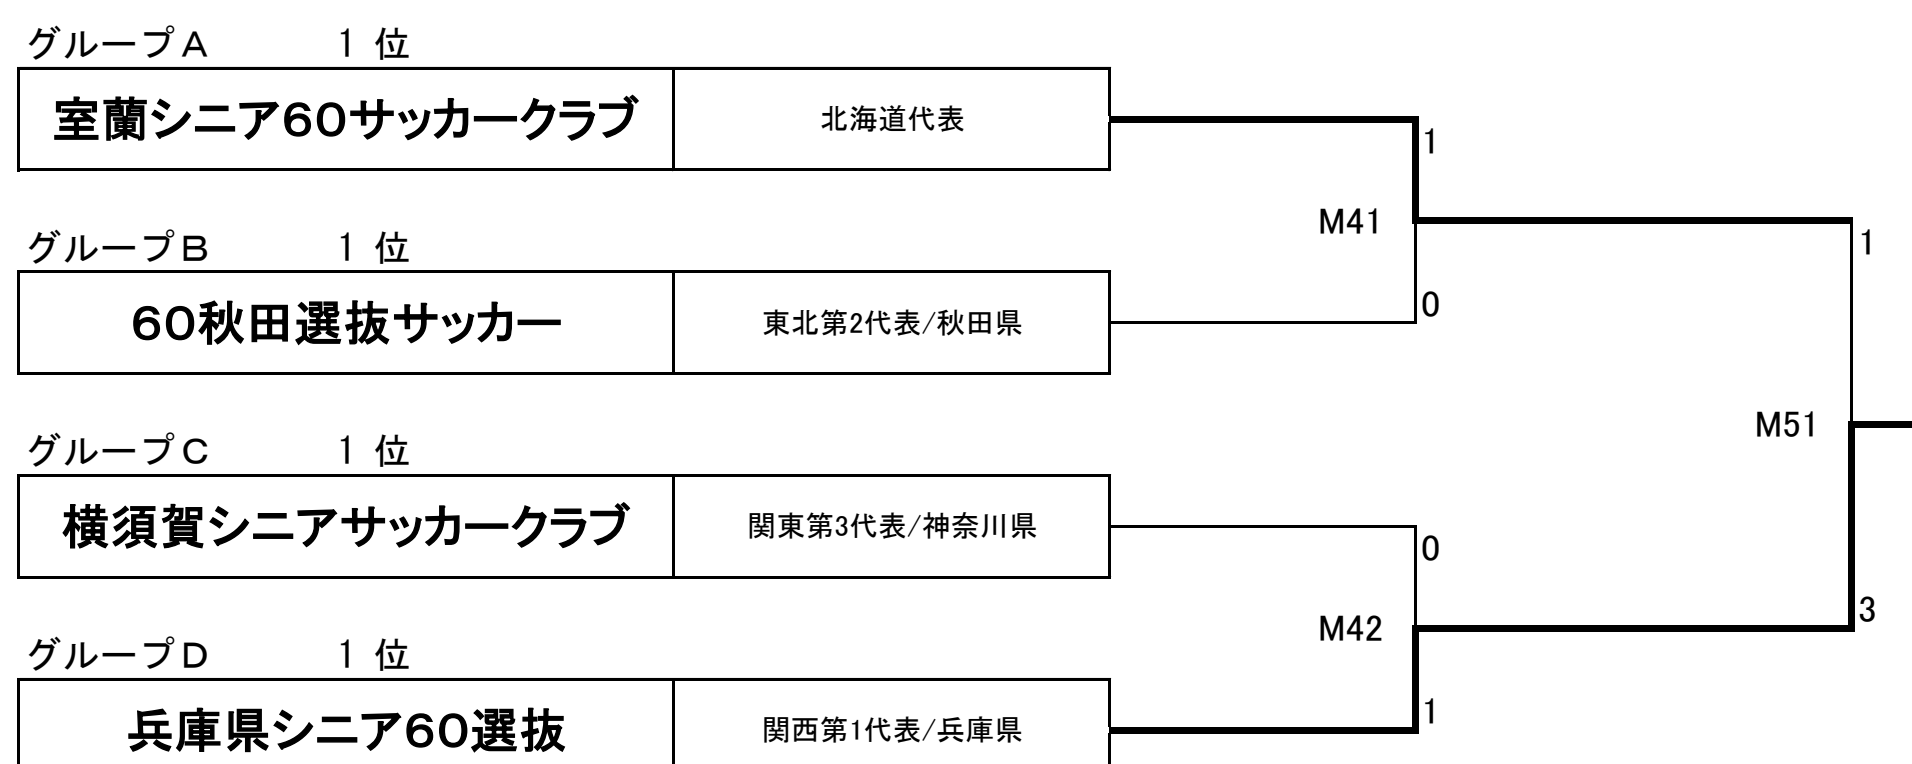 グループA 1 位
室蘭シニア60サッカークラブ 北海道代表
1
M41
1
グループB 1 位
0
60秋田選抜サッカー 東北第2代表/秋田県
M51
グループC 1 位
横須賀シニアサッカークラブ 関東第3代表/神奈川県
0
3
M42
グループD 1 位
1
兵庫県シニア60選抜 関西第1代表/兵庫県